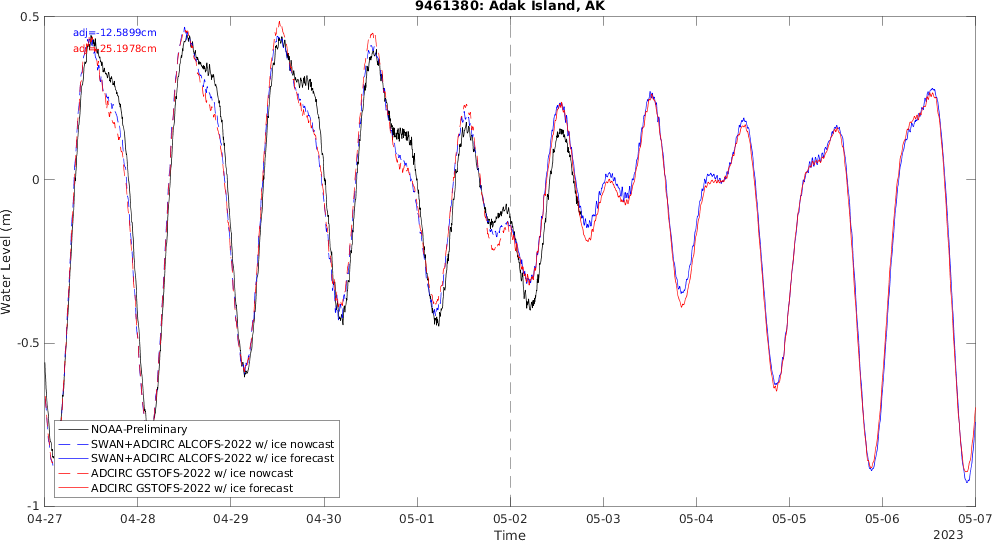 9461380: Adak Island, AK
adj=-12.5899cm
adj=-25.1978cm
0.5
0
-0.5
-1
Water Level (m)
NOAA-Preliminary
SWAN+ADCIRC ALCOFS-2022 w/ ice nowcast
SWAN+ADCIRC ALCOFS-2022 w/ ice forecast
ADCIRC GSTOFS-2022 w/ ice nowcast
ADCIRC GSTOFS-2022 w/ ice forecast
04-27 04-28 04-29 04-30 05-01 05-02 05-03 05-04 05-05 05-06 05-07
Time
2023